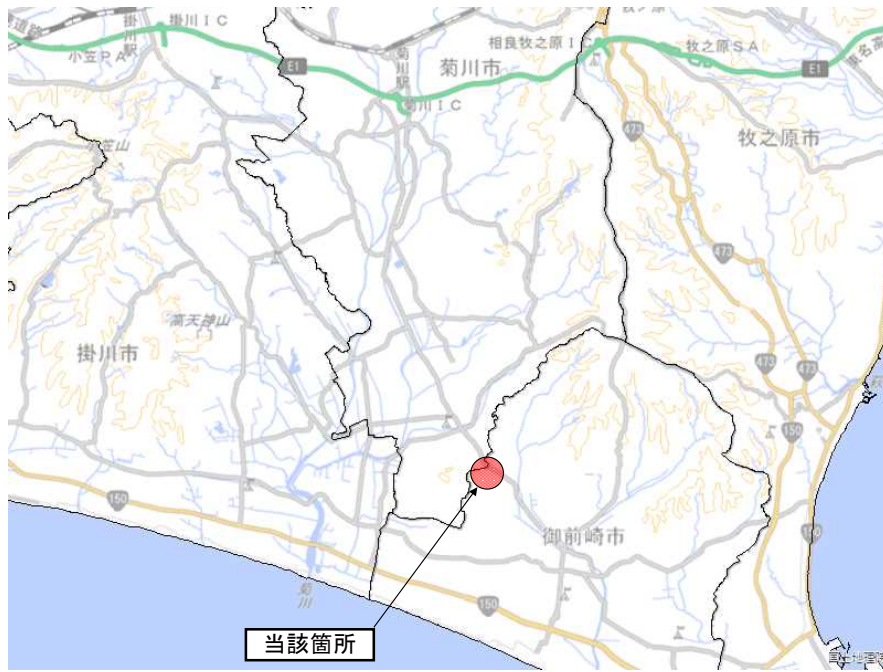 掛川IC
掛川駅
小笠PA
E1
菊川駅
菊川市
菊川IC
相良牧之原I
牧之原SA
E1
東名高
473
牧之原市
小笠山
473
高天神山
掛川市
473
473
150
150
150
御前崎市
150
菊川
当該箇所